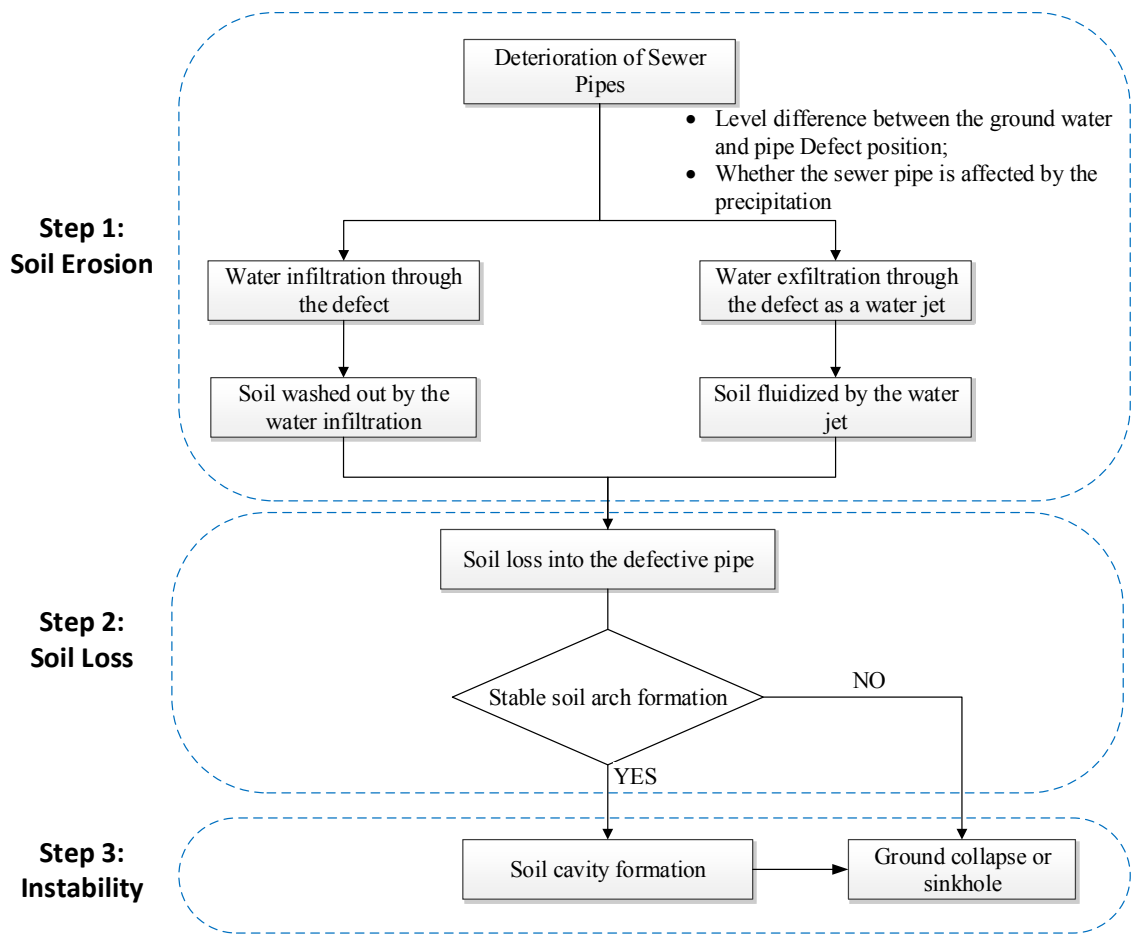 Deterioration of Sewer
Pipes
• Level difference between the ground water
and pipe Defect position;
• Whether the sewer pipe is affected by the
precipitation
Step 1:
Soil Erosion
Water infiltration through
the defect
Water exfiltration through
the defect as a water jet
Soil washed out by the
water infiltration
Soil fluidized by the water
jet
Soil loss into the defective pipe
Step 2:
Soil Loss
Stable soil arch formation
NO
YES
Step 3:
Instability
Soil cavity formation
Ground collapse or
sinkhole